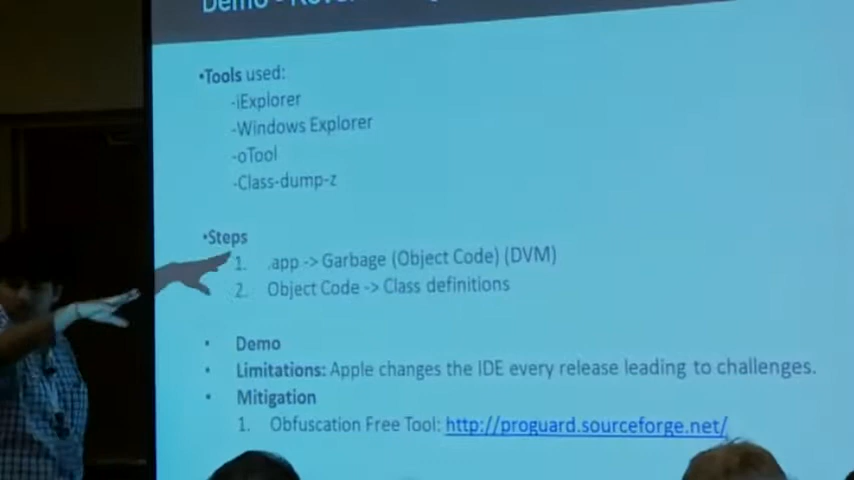 Demo -
•Tools used:
-iExplorer
-Windows Explorer
-oTool
-Class-dump-z
•Steps
1. .app -> Garbage (Object Code) (DVM)
2. Object Code -> Class definitions
• Demo
• Limitations: Apple changes the IDE every release leading to challenges.
• Mitigation
1. Obfuscation Free Tool: http://proguard.sourceforge.net/